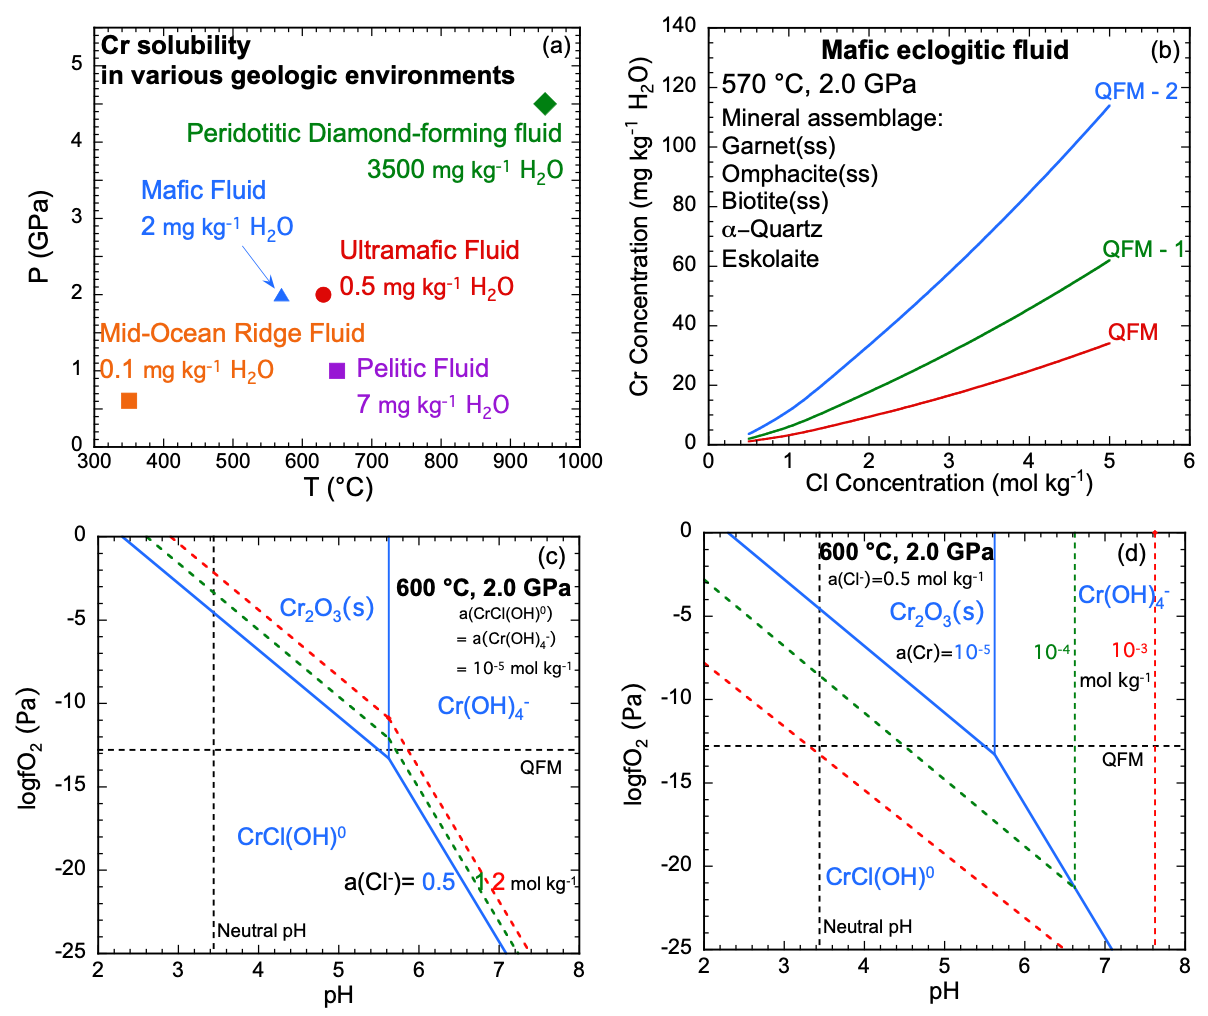 Cr solubility
in various geologic environments
(a)
Peridotitic Diamond-forming fluid
3500 mg kg⁻¹ H₂O
Mafic Fluid
2 mg kg⁻¹ H₂O
Ultramafic Fluid
0.5 mg kg⁻¹ H₂O
Mid-Ocean Ridge Fluid
0.1 mg kg⁻¹ H₂O
Pelitic Fluid
7 mg kg⁻¹ H₂O
P (GPa)
5
4
3
2
1
0
300 400 500 600 700 800 900 1000
T (°C)
Mafic eclogitic fluid
(b)
570 °C, 2.0 GPa
Mineral assemblage:
Garnet(ss)
Omphacite(ss)
Biotite(ss)
α−Quartz
Eskolaite
QFM - 2
QFM - 1
QFM
Cr Concentration (mg kg⁻¹ H₂O)
140
120
100
80
60
40
20
0
0 1 2 3 4 5 6
Cl Concentration (mol kg⁻¹)
(c)
600 °C, 2.0 GPa
a(CrCl(OH)⁰)
= a(Cr(OH)₄⁻)
= 10⁻⁵ mol kg⁻¹
Cr₂O₃(s)
Cr(OH)₄⁻
QFM
CrCl(OH)⁰
a(Cl⁻)= 0.5 1 2 mol kg⁻¹
Neutral pH
logfO₂ (Pa)
0
-5
-10
-15
-20
-25
2 3 4 5 6 7 8
pH
600 °C, 2.0 GPa
(d)
a(Cl⁻)=0.5 mol kg⁻¹
Cr₂O₃(s)
Cr(OH)₄⁻
a(Cr)=10⁻⁵ 10⁻⁴ 10⁻³
mol kg⁻¹
QFM
CrCl(OH)⁰
Neutral pH
logfO₂ (Pa)
0
-5
-10
-15
-20
-25
2 3 4 5 6 7 8
pH